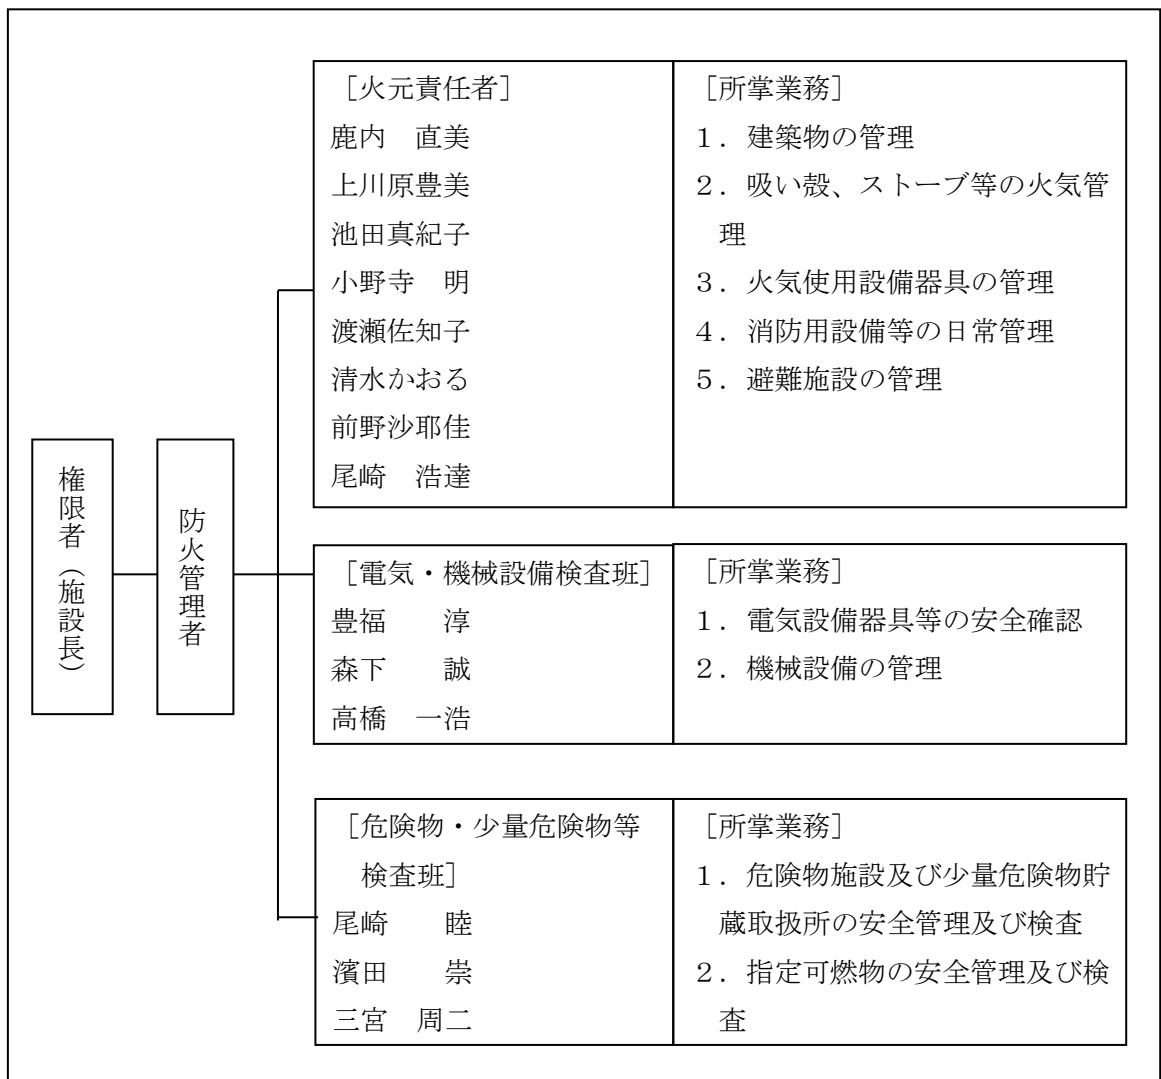 権限者（施設長）
防火管理者
［火元責任者］
鹿内　直美
上川原豊美
池田真紀子
小野寺　明
渡瀬佐知子
清水かおる
前野沙耶佳
尾崎　浩達
［所掌業務］
１．建築物の管理
２．吸い殻、ストーブ等の火気管
理
３．火気使用設備器具の管理
４．消防用設備等の日常管理
５．避難施設の管理
［電気・機械設備検査班］
豊福　　淳
森下　　誠
高橋　一浩
［所掌業務］
１．電気設備器具等の安全確認
２．機械設備の管理
［危険物・少量危険物等
検査班］
尾崎　　睦
濱田　　崇
三宮　周二
［所掌業務］
１．危険物施設及び少量危険物貯
蔵取扱所の安全管理及び検査
２．指定可燃物の安全管理及び検
査